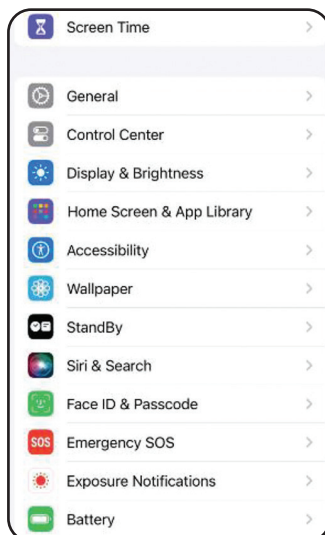 Screen Time
General
Control Center
Display & Brightness
Home Screen & App Library
Accessibility
Wallpaper
StandBy
Siri & Search
Face ID & Passcode
SOS Emergency SOS
Exposure Notifications
Battery